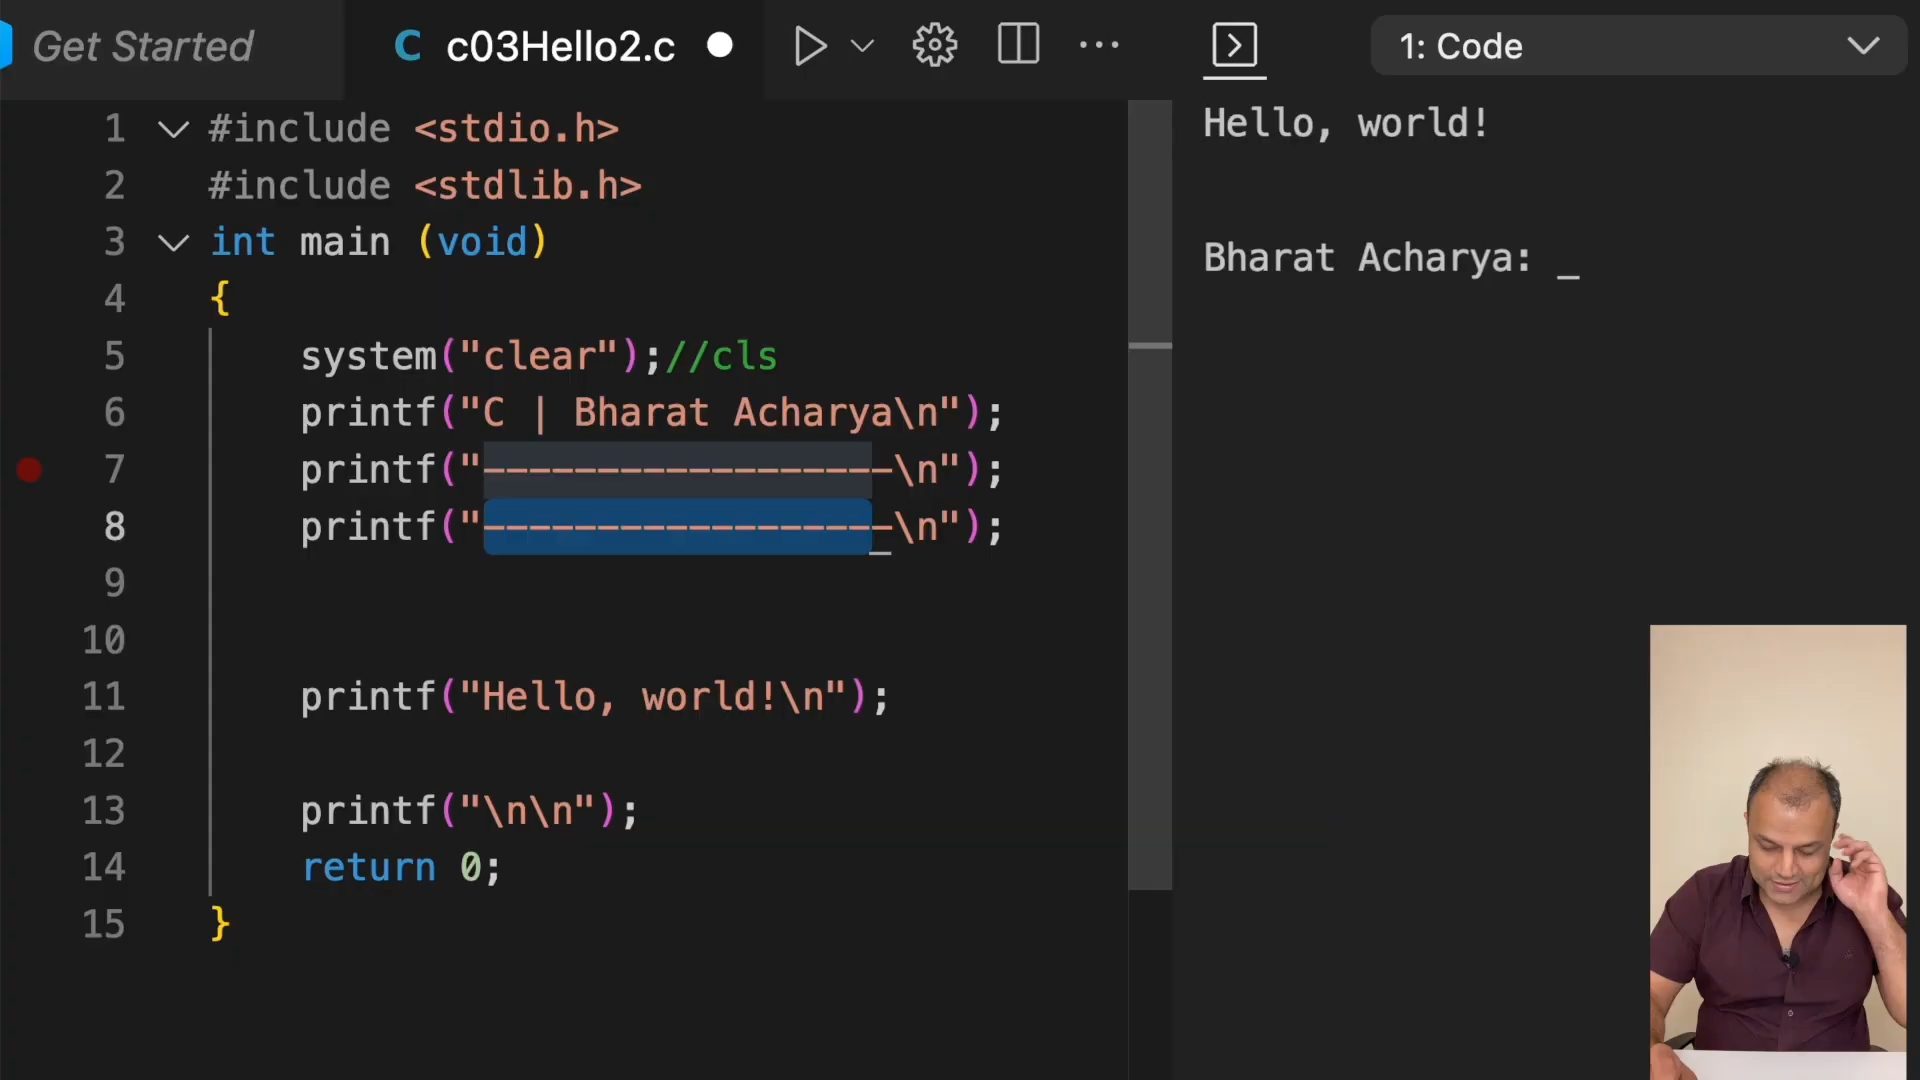 Get Started
C c03Hello2.c
1: Code
1 #include <stdio.h>
2 #include <stdlib.h>
3 int main (void)
4 {
5 system("clear");//cls
6 printf("C | Bharat Acharya\n");
7 printf("------------------\n");
8 printf("------------------\n");
9
10
11 printf("Hello, world!\n");
12
13 printf("\n\n");
14 return 0;
15 }
Hello, world!
Bharat Acharya: _